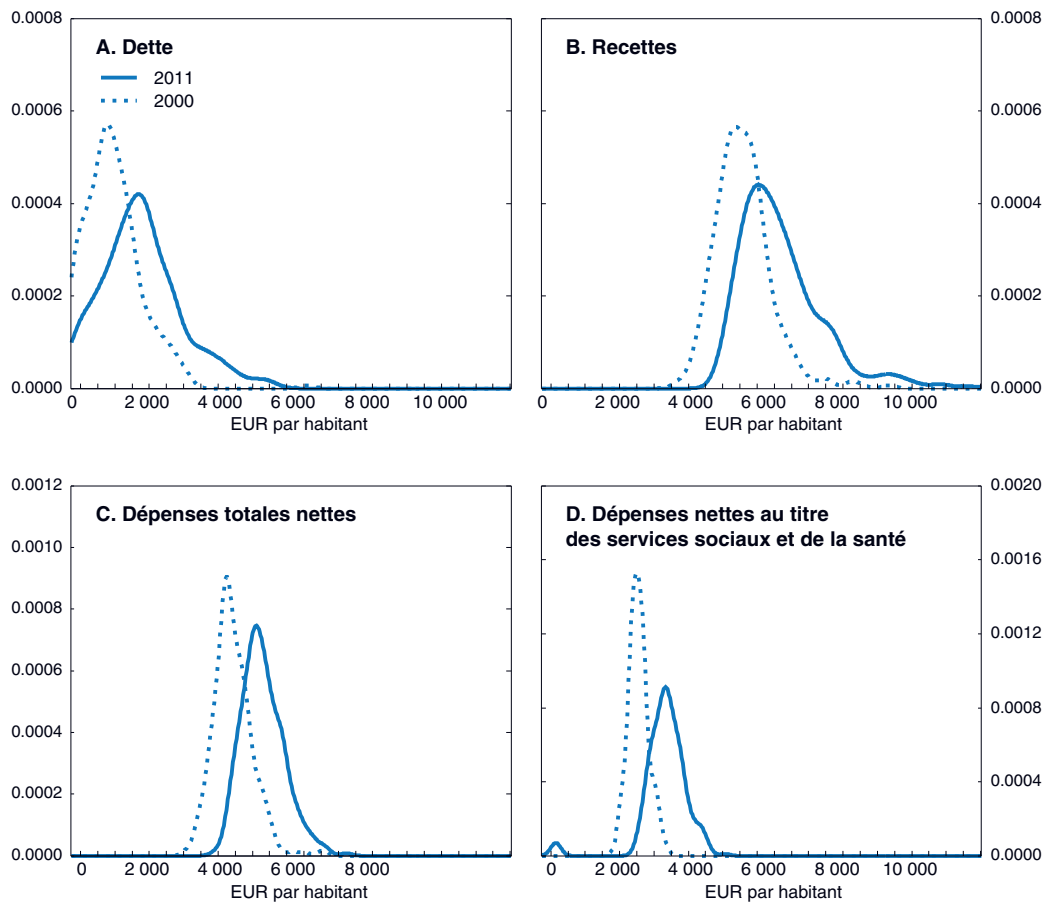 A. Dette
2011
2000
0.0008
0.0006
0.0004
0.0002
0.0000
0 2 000 4 000 6 000 8 000 10 000
EUR par habitant
B. Recettes
0.0008
0.0006
0.0004
0.0002
0.0000
0 2 000 4 000 6 000 8 000 10 000
EUR par habitant
C. Dépenses totales nettes
0.0012
0.0010
0.0008
0.0006
0.0004
0.0002
0.0000
0 2 000 4 000 6 000 8 000
EUR par habitant
D. Dépenses nettes au titre
des services sociaux et de la santé
0.0020
0.0016
0.0012
0.0008
0.0004
0.0000
0 2 000 4 000 6 000 8 000 10 000
EUR par habitant